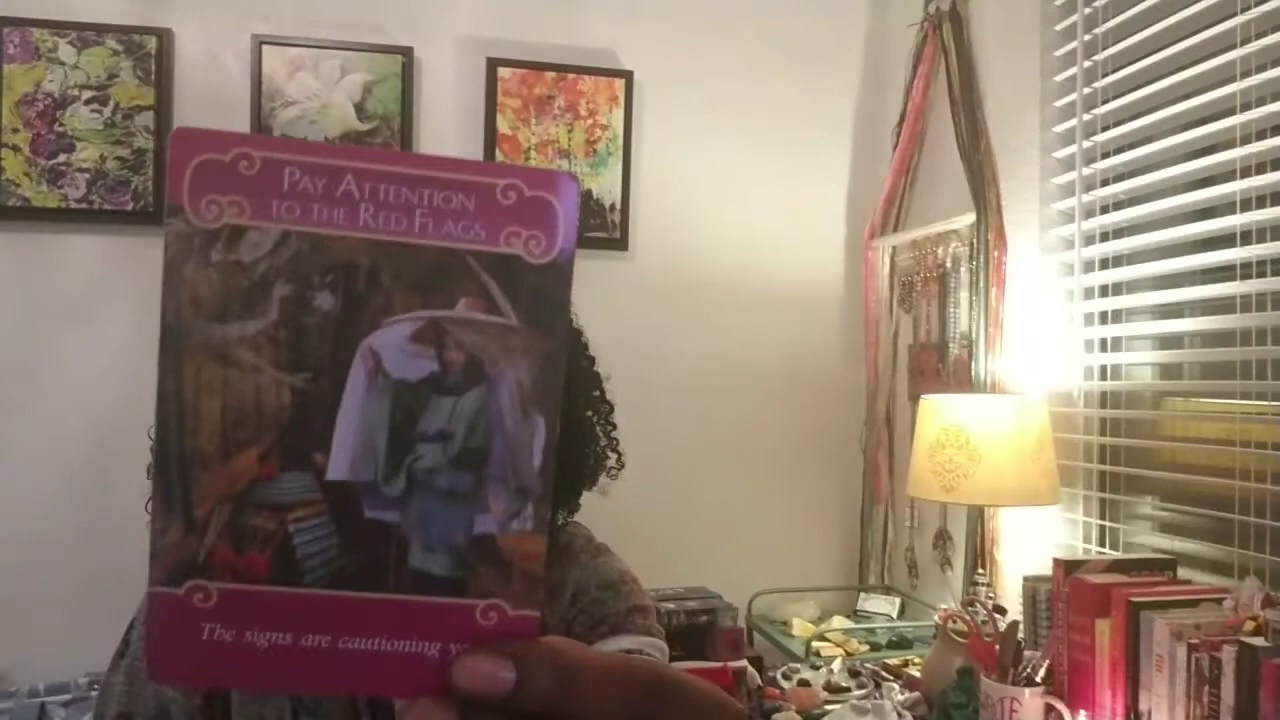 PAY ATTENTION
TO THE RED FLAGS
The signs are cautioning